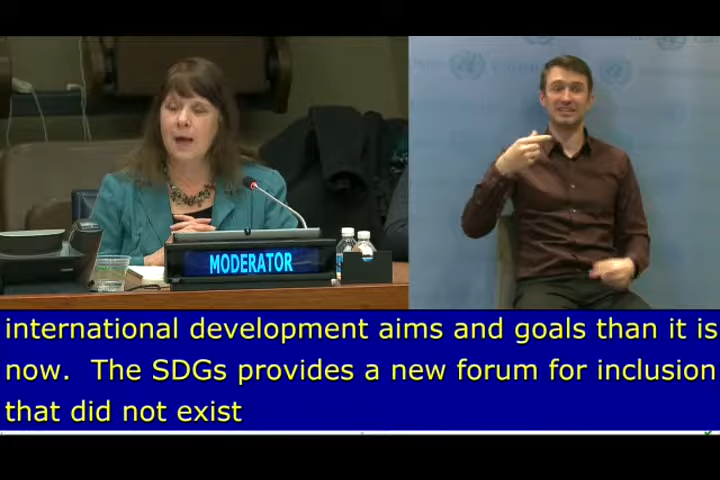 MODERATOR
international development aims and goals than it is
now.  The SDGs provides a new forum for inclusion
that did not exist